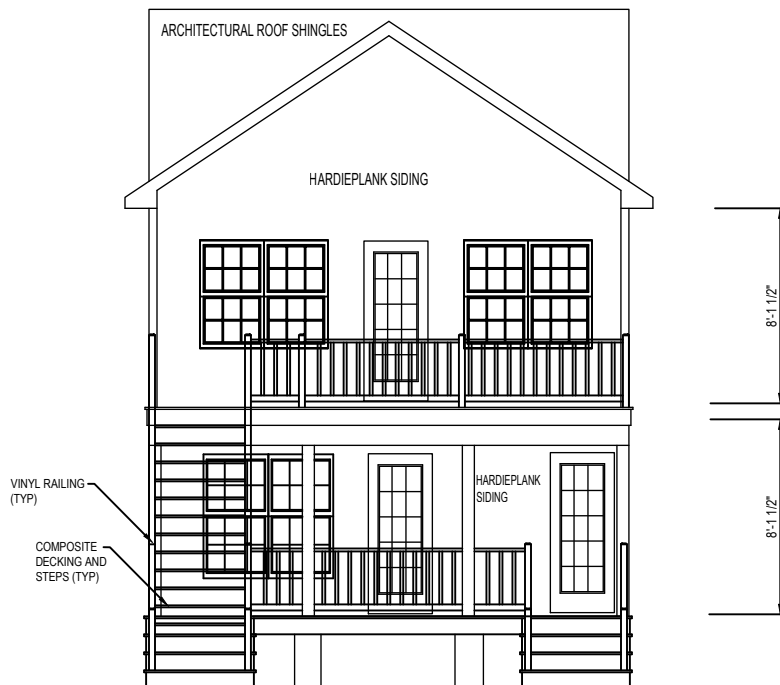 ARCHITECTURAL ROOF SHINGLES
HARDIEPLANK SIDING
8'-1 1/2"
HARDIEPLANK
SIDING
VINYL RAILING
(TYP)
COMPOSITE
DECKING AND
STEPS (TYP)
8'-1 1/2"